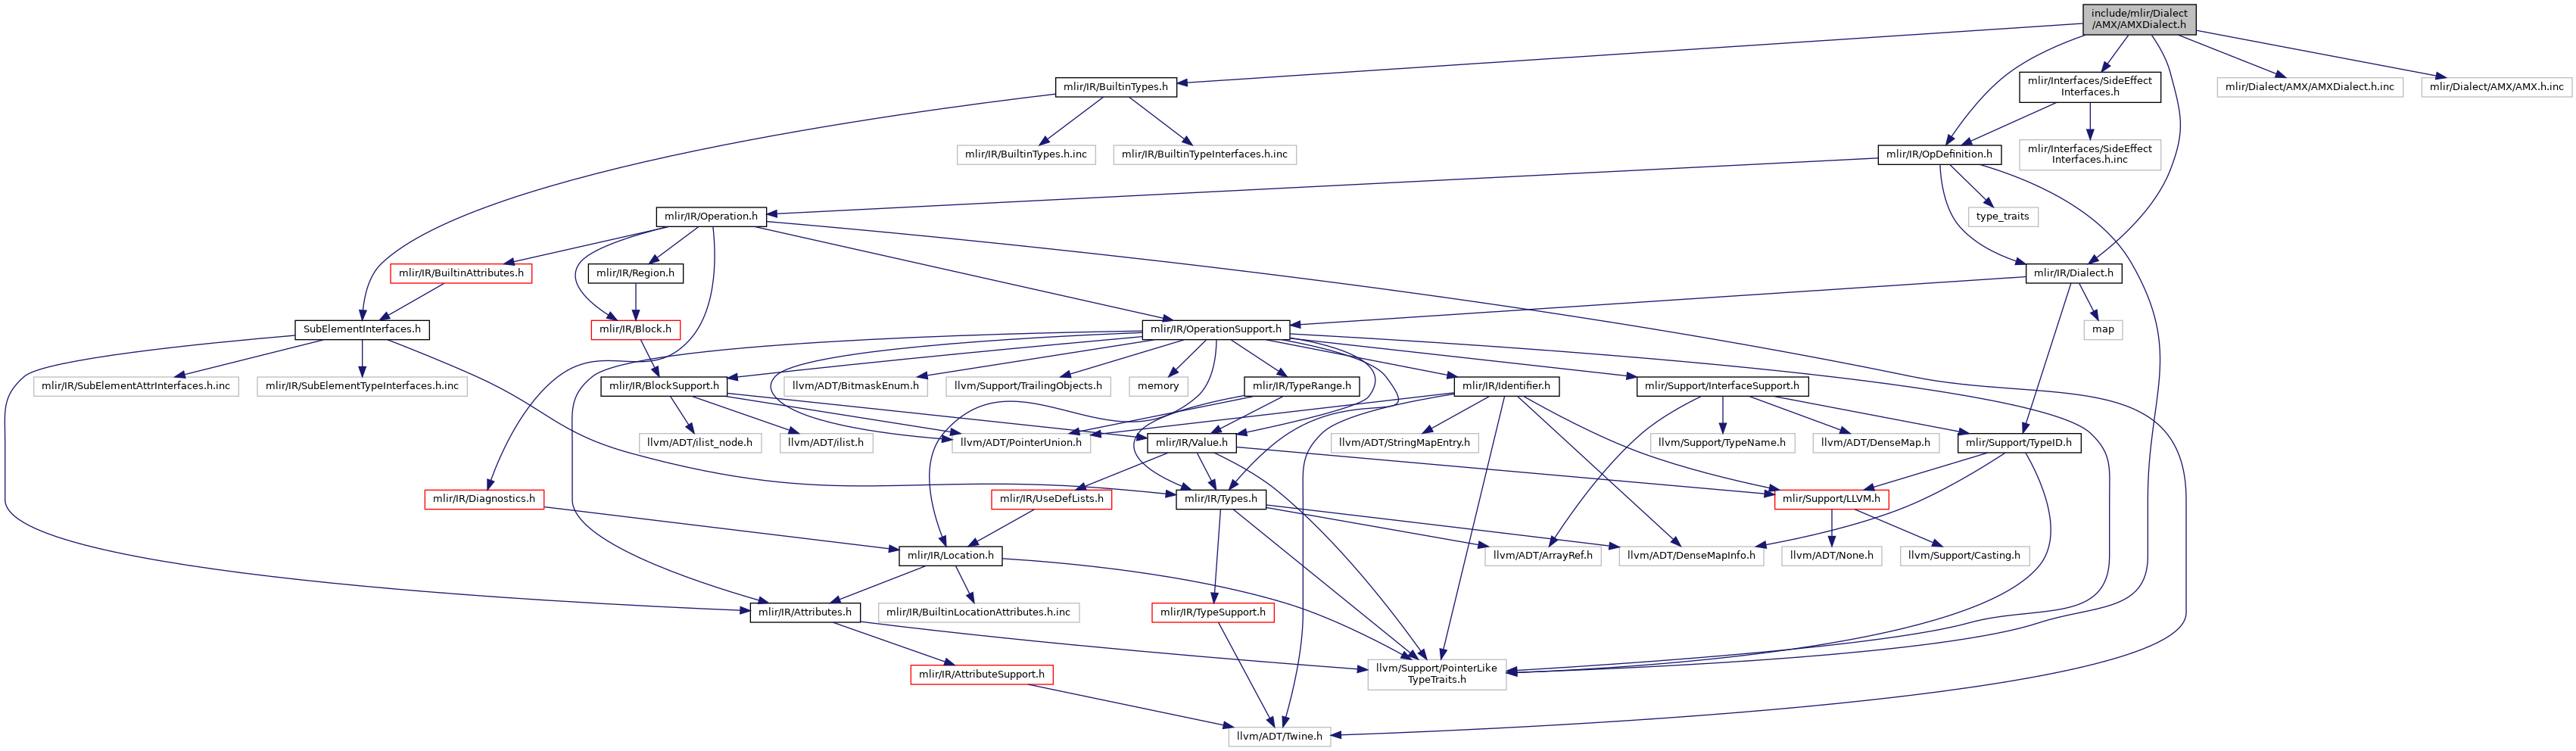 include/mlir/Dialect
/AMX/AMXDialect.h
mlir/IR/BuiltinTypes.h
mlir/Interfaces/SideEffect
Interfaces.h
mlir/Dialect/AMX/AMXDialect.h.inc
mlir/Dialect/AMX/AMX.h.inc
mlir/IR/BuiltinTypes.h.inc
mlir/IR/BuiltinTypeInterfaces.h.inc
mlir/IR/OpDefinition.h
mlir/Interfaces/SideEffect
Interfaces.h.inc
mlir/IR/Operation.h
type_traits
mlir/IR/BuiltinAttributes.h
mlir/IR/Region.h
mlir/IR/Dialect.h
SubElementInterfaces.h
mlir/IR/Block.h
mlir/IR/OperationSupport.h
map
mlir/IR/SubElementAttrInterfaces.h.inc
mlir/IR/SubElementTypeInterfaces.h.inc
mlir/IR/BlockSupport.h
llvm/ADT/BitmaskEnum.h
llvm/Support/TrailingObjects.h
memory
mlir/IR/TypeRange.h
mlir/IR/Identifier.h
mlir/Support/InterfaceSupport.h
llvm/ADT/ilist_node.h
llvm/ADT/ilist.h
llvm/ADT/PointerUnion.h
mlir/IR/Value.h
llvm/ADT/StringMapEntry.h
llvm/Support/TypeName.h
llvm/ADT/DenseMap.h
mlir/Support/TypeID.h
mlir/IR/Diagnostics.h
mlir/IR/UseDefLists.h
mlir/IR/Types.h
mlir/Support/LLVM.h
mlir/IR/Location.h
llvm/ADT/ArrayRef.h
llvm/ADT/DenseMapInfo.h
llvm/ADT/None.h
llvm/Support/Casting.h
mlir/IR/Attributes.h
mlir/IR/BuiltinLocationAttributes.h.inc
mlir/IR/TypeSupport.h
mlir/IR/AttributeSupport.h
llvm/Support/PointerLike
TypeTraits.h
llvm/ADT/Twine.h